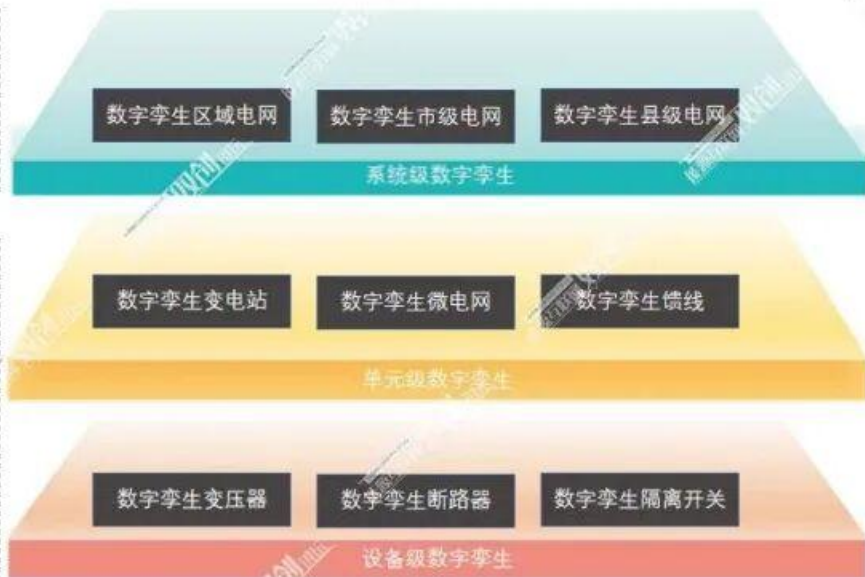 数字孪生区域电网
数字孪生市级电网
数字孪生县级电网
系统级数字孪生
数字孪生变电站
数字孪生微电网
数字孪生馈线
单元级数字孪生
数字孪生变压器
数字孪生断路器
数字孪生隔离开关
设备级数字孪生